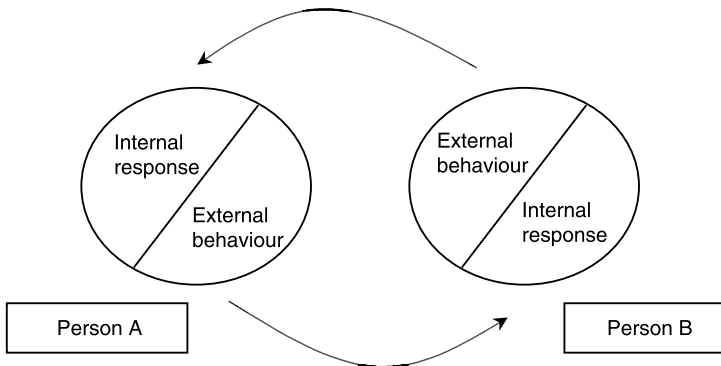 Internal
response
External
behaviour
External
behaviour
Internal
response
Person A
Person B